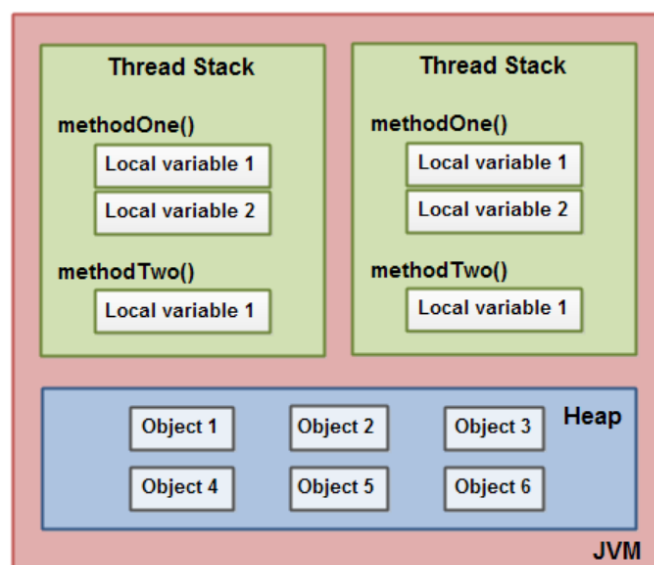 Thread Stack
methodOne()
Local variable 1
Local variable 2
methodTwo()
Local variable 1
Thread Stack
methodOne()
Local variable 1
Local variable 2
methodTwo()
Local variable 1
Heap
Object 1
Object 2
Object 3
Object 4
Object 5
Object 6
JVM